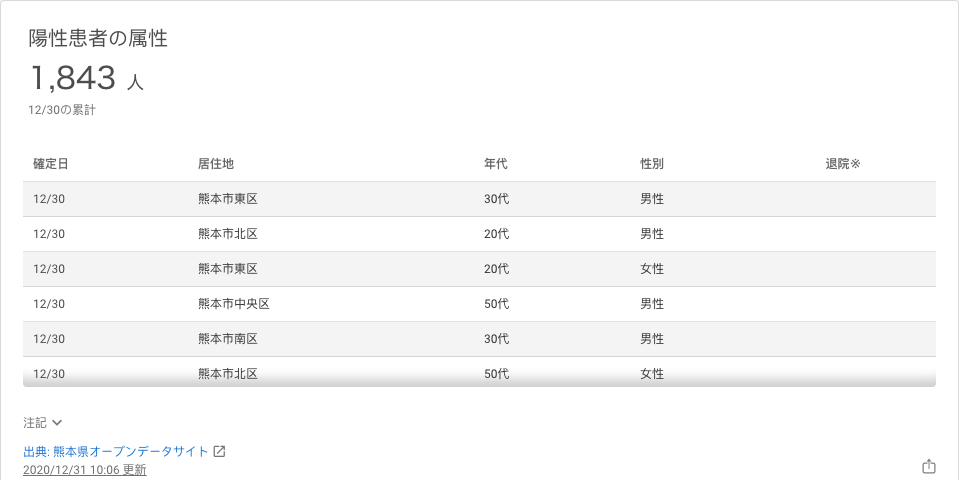 陽性患者の属性
1,843 人
12/30の累計
確定日 居住地 年代 性別 退院※
12/30 熊本市東区 30代 男性
12/30 熊本市北区 20代 男性
12/30 熊本市東区 20代 女性
12/30 熊本市中央区 50代 男性
12/30 熊本市南区 30代 男性
12/30 熊本市北区 50代 女性
注記
出典: 熊本県オープンデータサイト
2020/12/31 10:06 更新